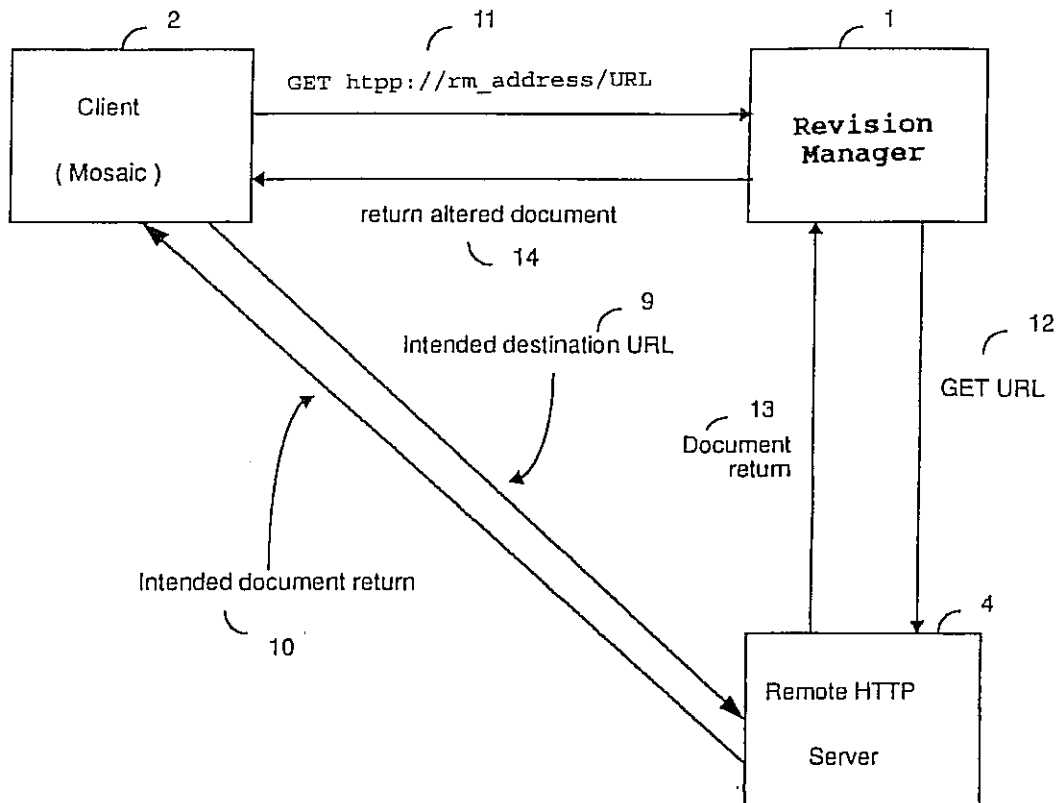 2
11
1
GET htpp://rm_address/URL
Client
( Mosaic )
Revision
Manager
return altered document
14
9
Intended destination URL
12
GET URL
13
Document
return
Intended document return
10
4
Remote HTTP
Server